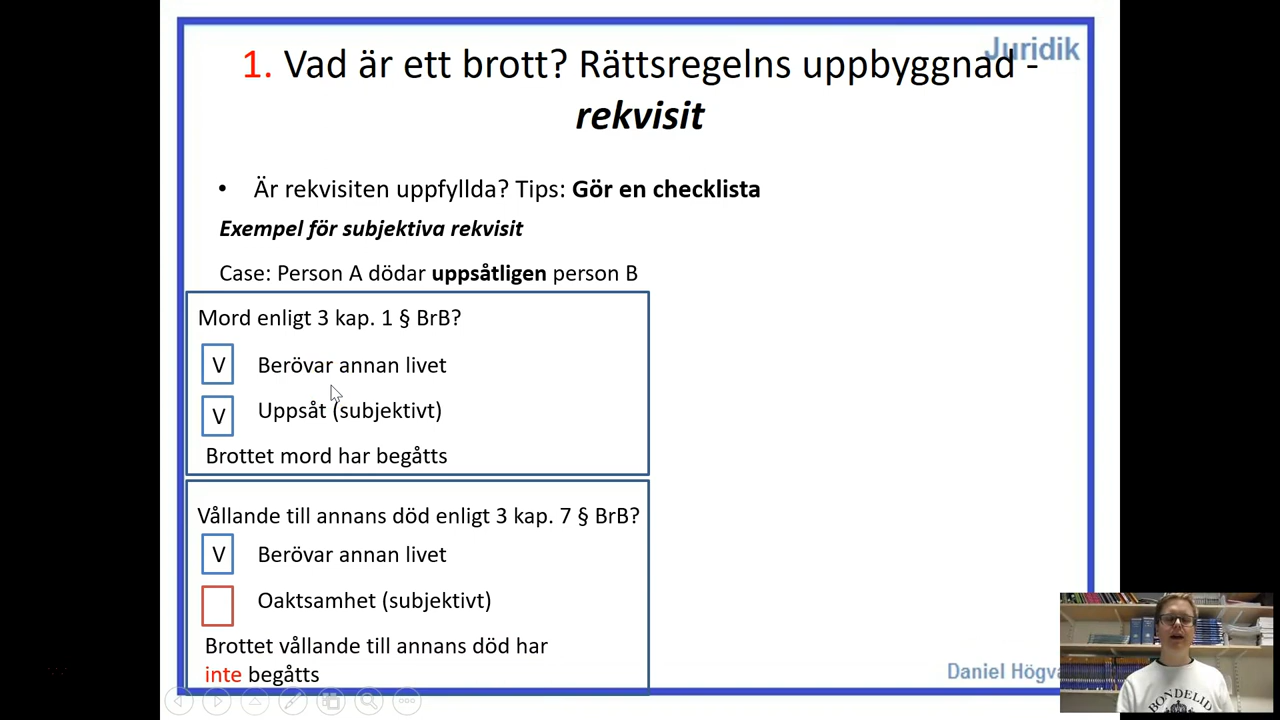 Juridik
1. Vad är ett brott? Rättsregelns uppbyggnad -
rekvisit
• Är rekvisiten uppfyllda? Tips: Gör en checklista
Exempel för subjektiva rekvisit
Case: Person A dödar uppsåtligen person B
Mord enligt 3 kap. 1 § BrB?
V Berövar annan livet
V Uppsåt (subjektivt)
Brottet mord har begåtts
Vållande till annans död enligt 3 kap. 7 § BrB?
V Berövar annan livet
Oaktsamhet (subjektivt)
Brottet vållande till annans död har
inte begåtts
Daniel
BONDELID